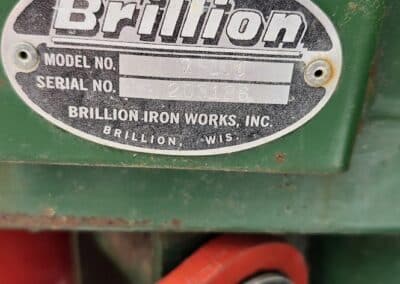 Brillion
MODEL NO.
SERIAL NO.
BRILLION IRON WORKS, INC.
BRILLION, WIS.